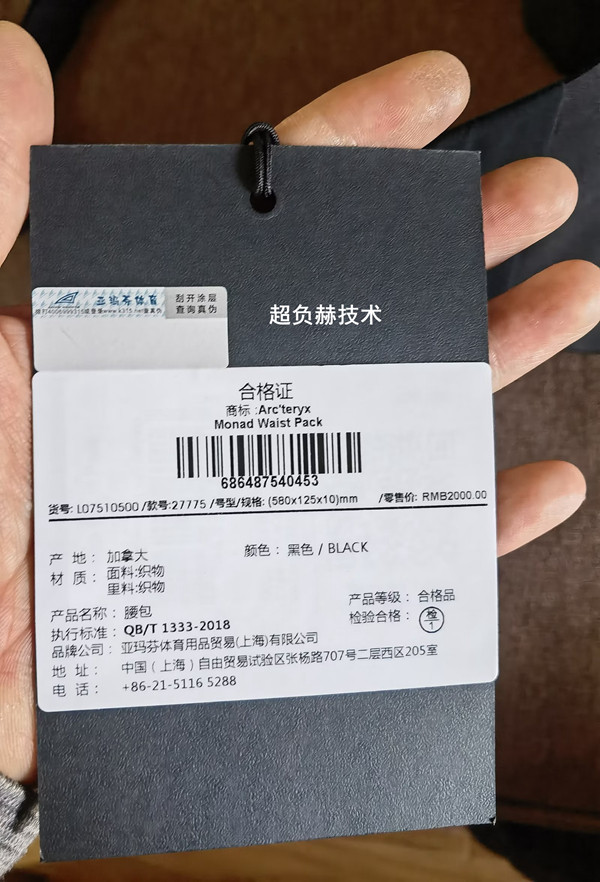 亚玛芬体育
刮开涂层
查询真伪
超负赫技术
合格证
商标 :Arc'teryx
Monad Waist Pack
686487540453
货号: L07510500 /款号:27775 /号型/规格: (580x125x10)mm /零售价: RMB2000.00
产 地： 加拿大
颜色： 黑色 / BLACK
材 质： 面料:织物
里料:织物
产品等级： 合格品
产品名称： 腰包
检验合格： 检
1
执行标准： QB/T 1333-2018
品牌公司： 亚玛芬体育用品贸易(上海)有限公司
地 址： 中国（上海）自由贸易试验区张杨路707号二层西区205室
电 话： +86-21-5116 5288